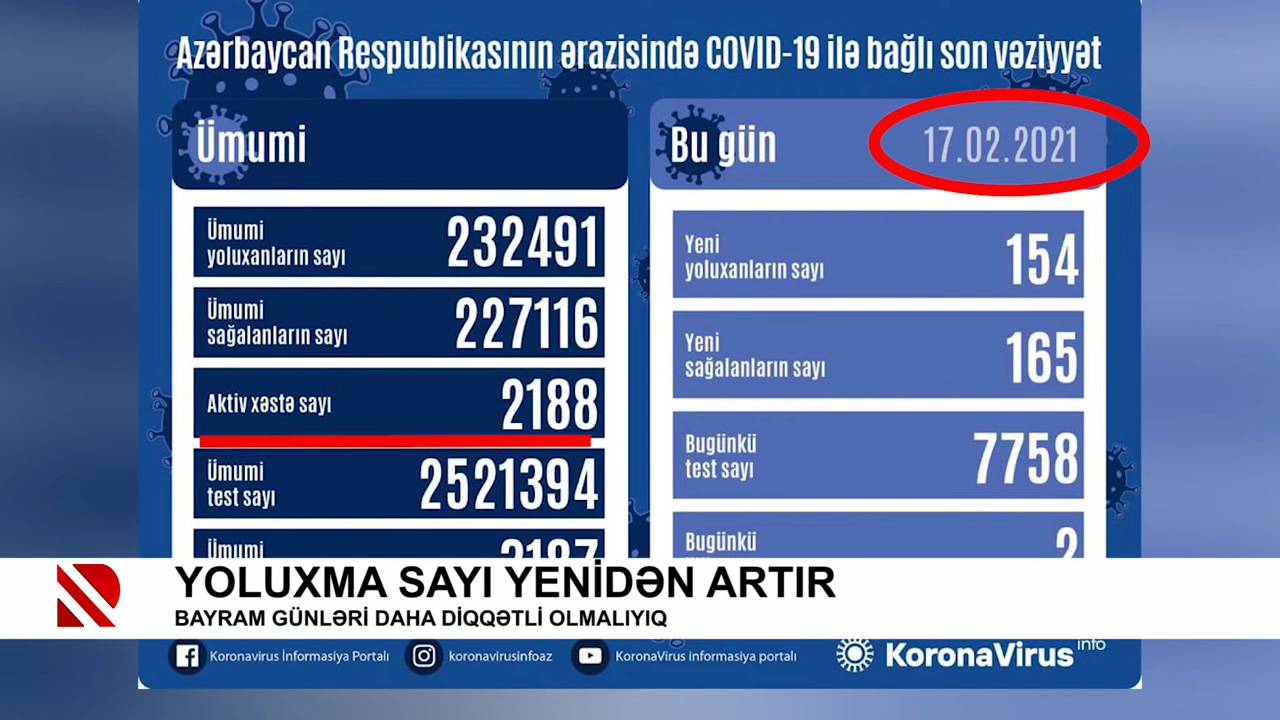 Azərbaycan Respublikasının ərazisində COVID-19 ilə bağlı son vəziyyət
Ümumi
Ümumi
yoluxanların sayı
232491
Ümumi
sağalanların sayı
227116
Aktiv xəstə sayı
2188
Ümumi
test sayı
2521394
Ümumi
3187
Bu gün
17.02.2021
Yeni
yoluxanların sayı
154
Yeni
sağalanların sayı
165
Bugünkü
test sayı
7758
Bugünkü
2
YOLUXMA SAYI YENİDƏN ARTIR
BAYRAM GÜNLƏRİ DAHA DİQQƏTLİ OLMALIYIQ
Koronavirus İnformasiya Portalı
koronavirusinfoaz
KoronaVirus informasiya portalı
KoronaVirus info